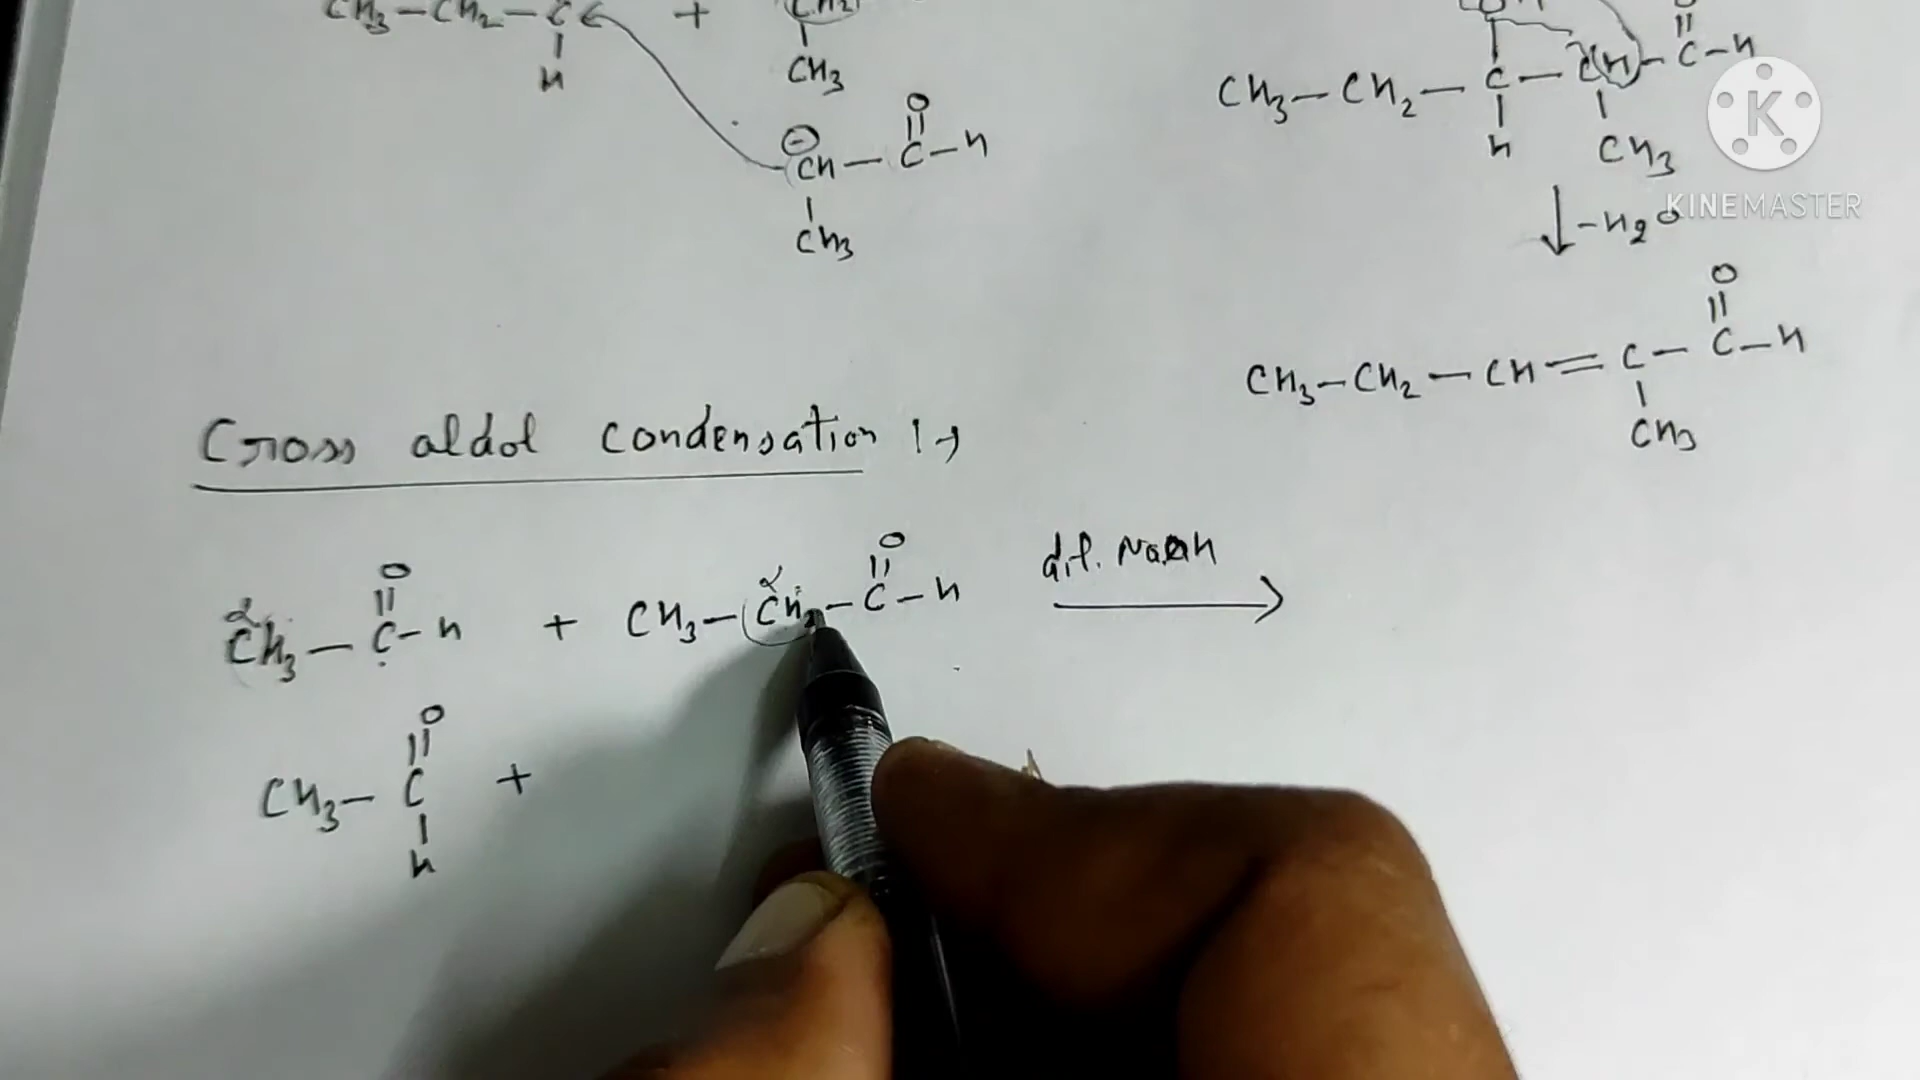 CH3–CH2–C + CH2
H CH3
⊖CH–C–H
O
CH3
CH3–CH2–C–CH–C–H
H CH3
KINEMASTER
↓ –H2O
O
CH3–CH2–CH=C–C–H
CH3
Cross aldol condensation :→
O O
α α
CH3–C–H + CH3–CH2–C–H dil. NaOH →
O
CH3–C +
H